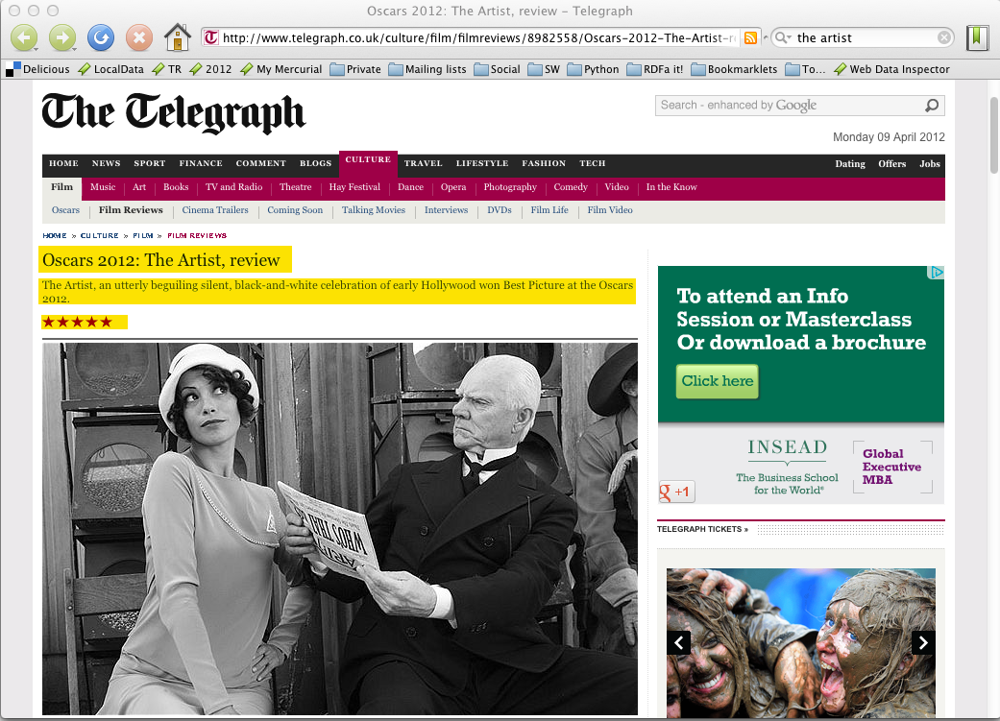 Oscars 2012: The Artist, review – Telegraph
http://www.telegraph.co.uk/culture/film/filmreviews/8982558/Oscars-2012-The-Artist-r
the artist
Delicious LocalData TR 2012 My Mercurial Private Mailing lists Social SW Python RDFa it! Bookmarklets To... Web Data Inspector
The Telegraph
Search - enhanced by Google
Monday 09 April 2012
HOME NEWS SPORT FINANCE COMMENT BLOGS CULTURE TRAVEL LIFESTYLE FASHION TECH Dating Offers Jobs
Film Music Art Books TV and Radio Theatre Hay Festival Dance Opera Photography Comedy Video In the Know
Oscars Film Reviews Cinema Trailers Coming Soon Talking Movies Interviews DVDs Film Life Film Video
HOME » CULTURE » FILM » FILM REVIEWS
Oscars 2012: The Artist, review
The Artist, an utterly beguiling silent, black-and-white celebration of early Hollywood won Best Picture at the Oscars
2012.
★★★★★
WHO'S THAT
To attend an Info
Session or Masterclass
Or download a brochure
Click here
INSEAD
The Business School
for the World®
Global
Executive
MBA
g +1
TELEGRAPH TICKETS »